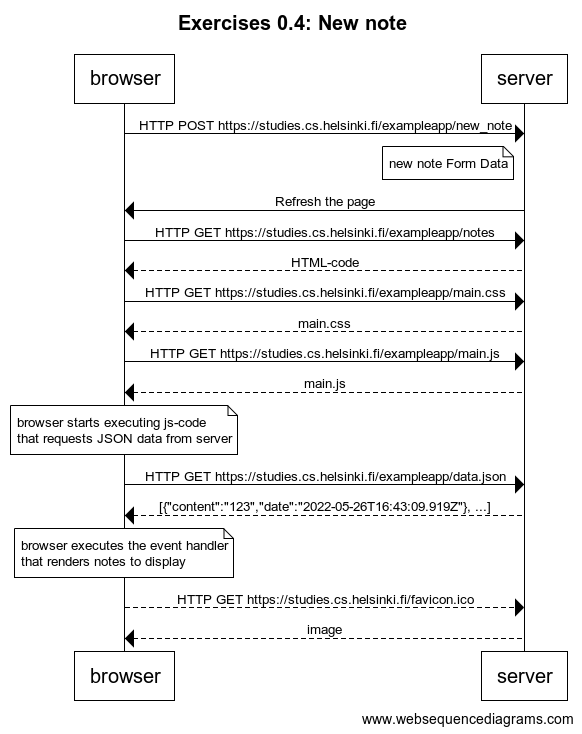 Exercises 0.4: New note
browser
server
HTTP POST https://studies.cs.helsinki.fi/exampleapp/new_note
new note Form Data
Refresh the page
HTTP GET https://studies.cs.helsinki.fi/exampleapp/notes
HTML-code
HTTP GET https://studies.cs.helsinki.fi/exampleapp/main.css
main.css
HTTP GET https://studies.cs.helsinki.fi/exampleapp/main.js
main.js
browser starts executing js-code
that requests JSON data from server
HTTP GET https://studies.cs.helsinki.fi/exampleapp/data.json
[{"content":"123","date":"2022-05-26T16:43:09.919Z"}, ...]
browser executes the event handler
that renders notes to display
HTTP GET https://studies.cs.helsinki.fi/favicon.ico
image
browser
server
www.websequencediagrams.com